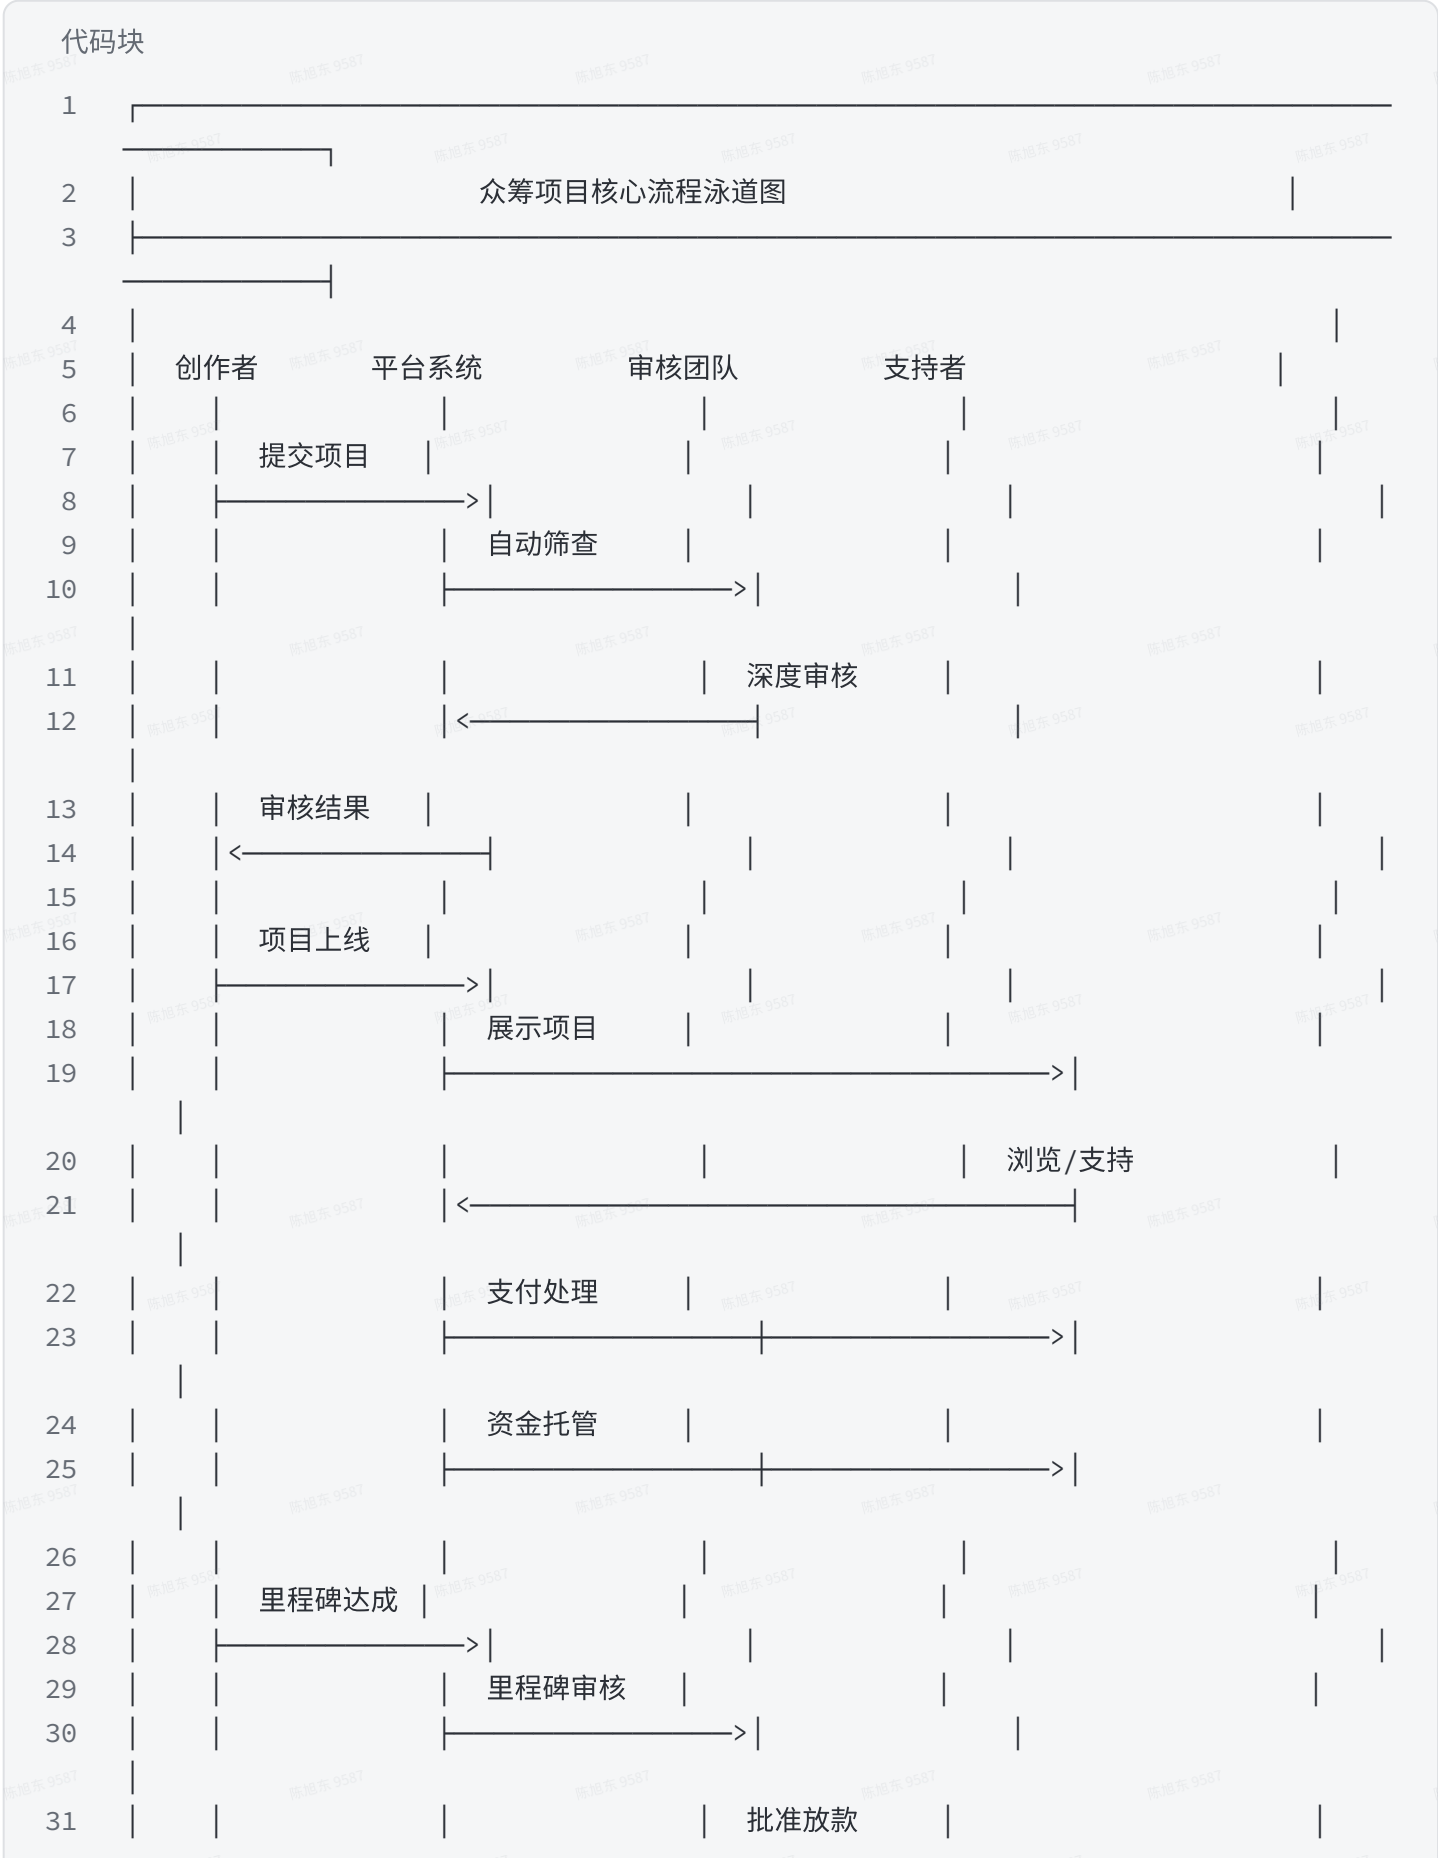 代码块
1
2 众筹项目核心流程泳道图
3
4
5 创作者 平台系统 审核团队 支持者
6
7 提交项目
8
9 自动筛查
10
11 深度审核
12
13 审核结果
14
15
16 项目上线
17
18 展示项目
19
20 浏览/支持
21
22 支付处理
23
24 资金托管
25
26
27 里程碑达成
28
29 里程碑审核
30
31 批准放款
陈旭东 9587